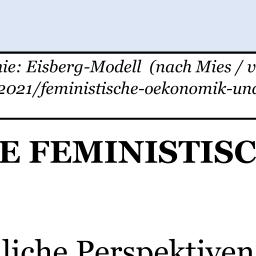 nie: Eisberg-Modell (nach Mies / v
2021/feministische-oekonomik-und
E FEMINISTISC
liche Perspektiven